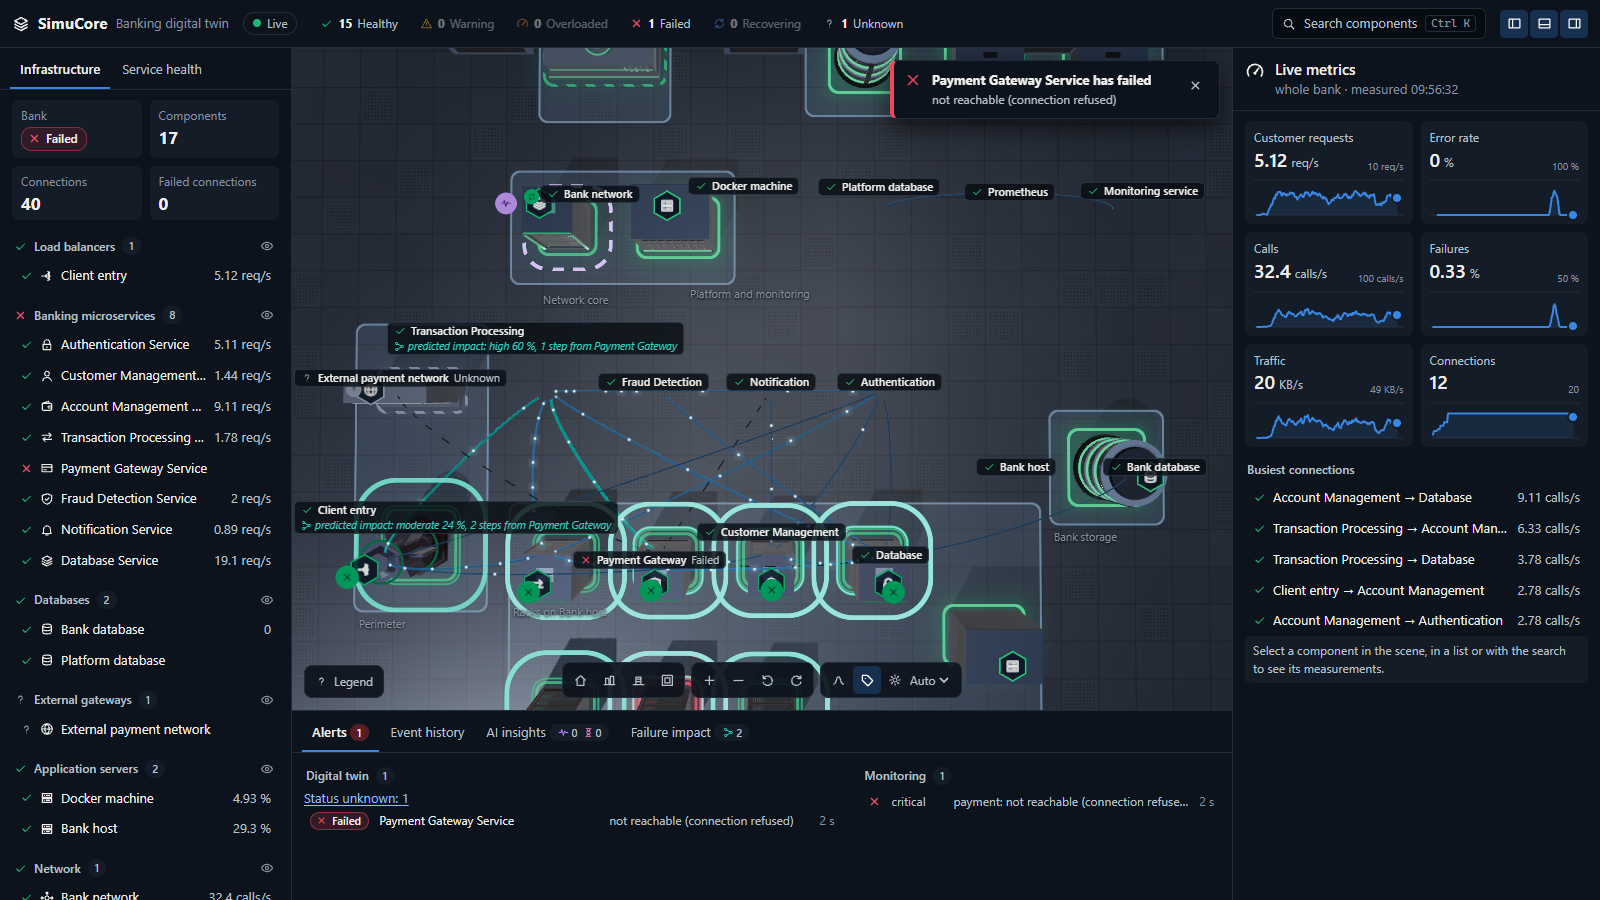 SimuCore Banking digital twin Live 15 Healthy 0 Warning 0 Overloaded 1 Failed 0 Recovering ? 1 Unknown Search components Ctrl K
Infrastructure Service health
Bank
Failed
Components
17
Connections
40
Failed connections
0
Load balancers 1
Client entry 5.12 req/s
Banking microservices 8
Authentication Service 5.11 req/s
Customer Management... 1.44 req/s
Account Management ... 9.11 req/s
Transaction Processing ... 1.78 req/s
Payment Gateway Service
Fraud Detection Service 2 req/s
Notification Service 0.89 req/s
Database Service 19.1 req/s
Databases 2
Bank database 0
Platform database
? External gateways 1
? External payment network
Application servers 2
Docker machine 4.93 %
Bank host 29.3 %
Network 1
Bank network 32.4 calls/s
Payment Gateway Service has failed
not reachable (connection refused)
Bank network
Docker machine
Platform database
Prometheus
Monitoring service
Network core
Platform and monitoring
Transaction Processing
predicted impact: high 60 %, 1 step from Payment Gateway
? External payment network Unknown
Fraud Detection
Notification
Authentication
Bank host
Bank database
Bank storage
Client entry
predicted impact: moderate 24 %, 2 steps from Payment Gateway
Customer Management
Payment Gateway Failed
Database
Racks on Bank host
Perimeter
? Legend
Auto
Alerts 1 Event history AI insights 0 0 Failure impact 2
Digital twin 1
Status unknown: 1
Failed Payment Gateway Service not reachable (connection refused) 2 s
Monitoring 1
critical payment: not reachable (connection refuse... 2 s
Live metrics
whole bank · measured 09:56:32
Customer requests
5.12 req/s 10 req/s
Error rate
0 % 100 %
Calls
32.4 calls/s 100 calls/s
Failures
0.33 % 50 %
Traffic
20 KB/s 49 KB/s
Connections
12 20
Busiest connections
Account Management → Database 9.11 calls/s
Transaction Processing → Account Man... 6.33 calls/s
Transaction Processing → Database 3.78 calls/s
Client entry → Account Management 2.78 calls/s
Account Management → Authentication 2.78 calls/s
Select a component in the scene, in a list or with the search
to see its measurements.